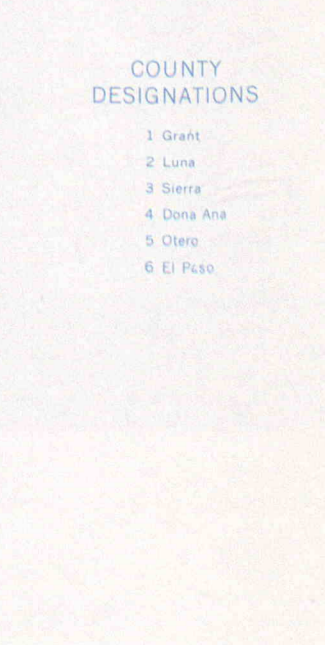 COUNTY
DESIGNATIONS
1 Grant
2 Luna
3 Sierra
4 Dona Ana
5 Otero
6 El Paso